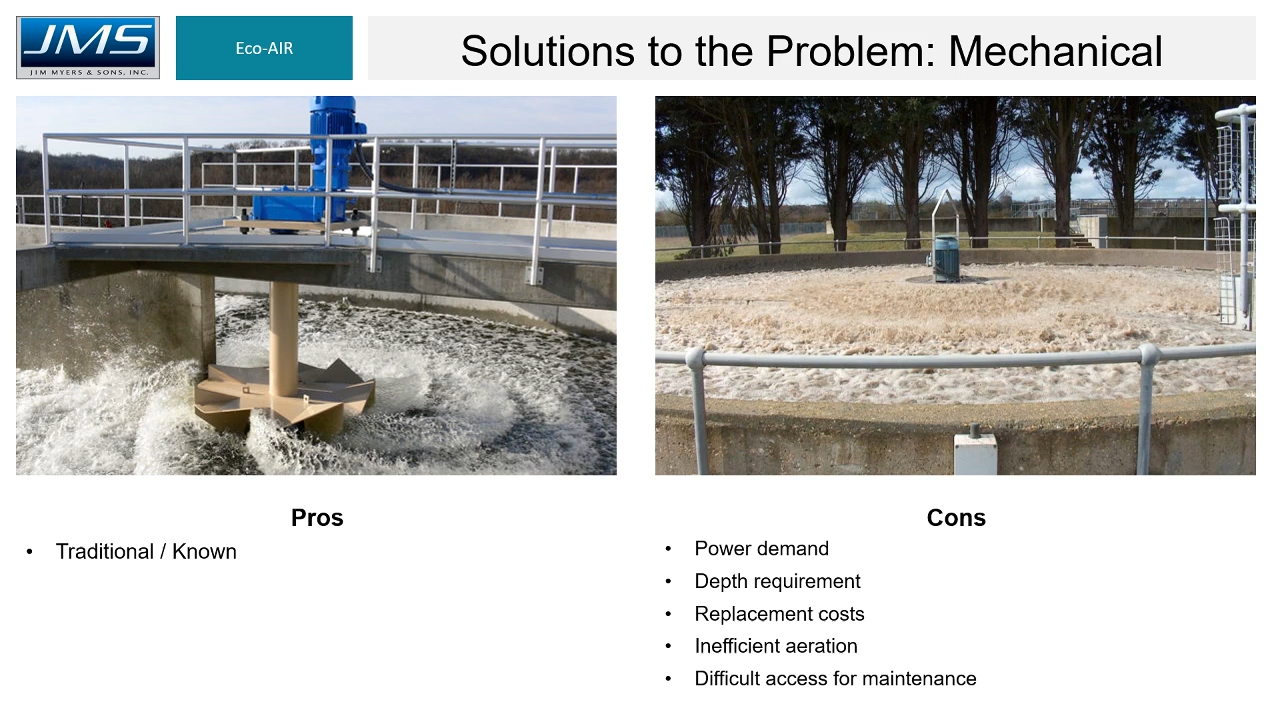 JMS
JIM MYERS & SONS, INC.
Eco-AIR
Solutions to the Problem: Mechanical
Pros
• Traditional / Known
Cons
• Power demand
• Depth requirement
• Replacement costs
• Inefficient aeration
• Difficult access for maintenance